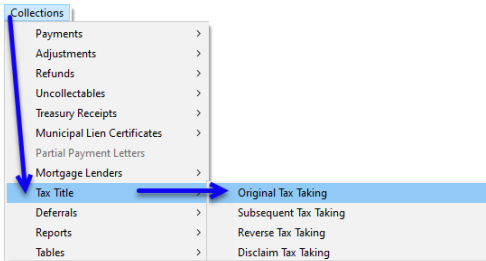 Collections
Payments
Adjustments
Refunds
Uncollectables
Treasury Receipts
Municipal Lien Certificates
Partial Payment Letters
Mortgage Lenders
Tax Title
Deferrals
Reports
Tables
Original Tax Taking
Subsequent Tax Taking
Reverse Tax Taking
Disclaim Tax Taking